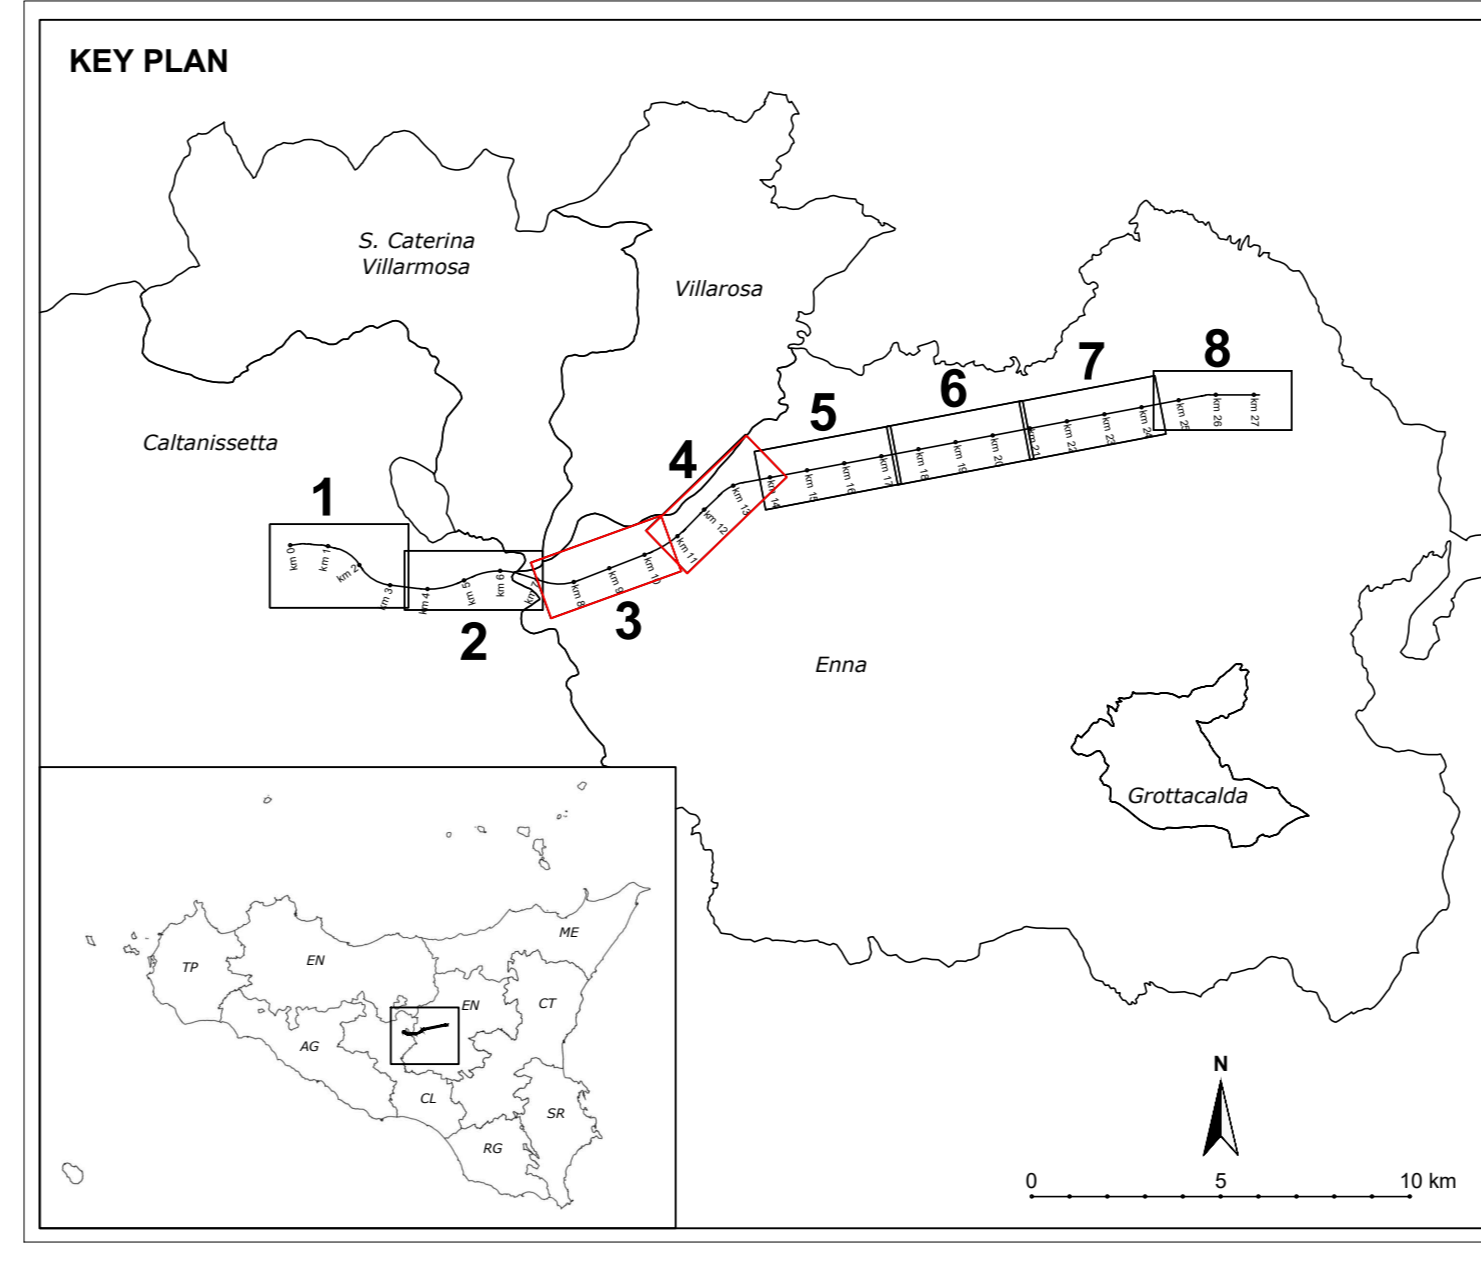 KEY PLAN
S. Caterina
Villarmosa
Villarosa
Caltanissetta
Enna
Grottacalda
1
2
3
4
5
6
7
8
km 0
km 1
km 2
km 3
km 4
km 5
km 6
km 7
km 8
km 9
km 10
km 11
km 12
km 13
km 14
km 15
km 16
km 17
km 18
km 19
km 20
km 21
km 22
km 23
km 24
km 25
km 26
km 27
ME
TP
EN
EN
CT
AG
CL
SR
RG
N
0
5
10 km